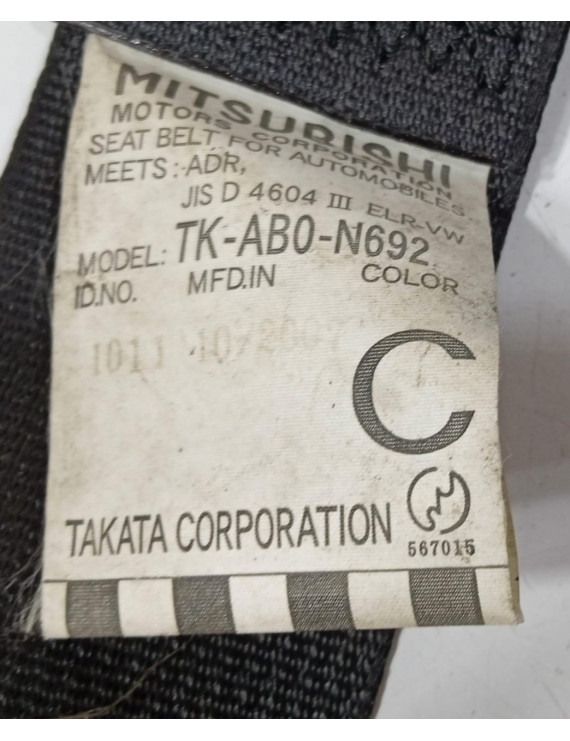 MITSUBISHI
MOTORS CORPORATION
SEAT BELT FOR AUTOMOBILES
MEETS:ADR,
JIS D 4604 III ELR-VW
MODEL: TK-AB0-N692
ID.NO. MFD.IN COLOR
1011
C
TAKATA CORPORATION
567015